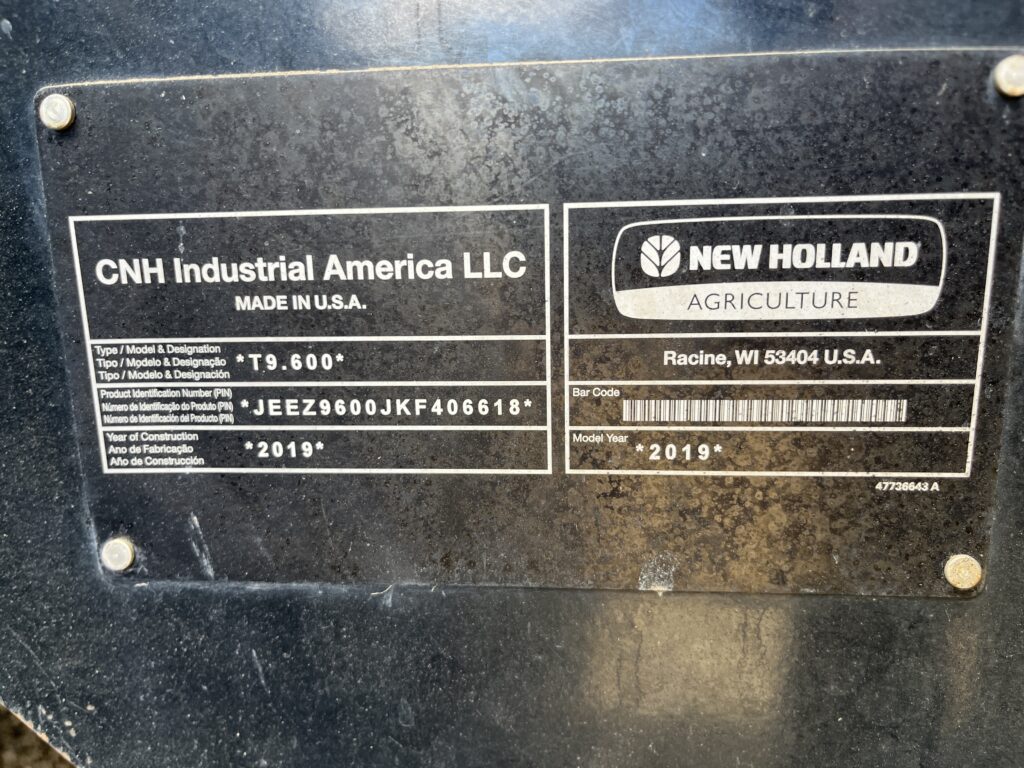 CNH Industrial America LLC
MADE IN U.S.A.
Type / Model & Designation
Tipo / Modelo & Designação
Tipo / Modelo & Designación
*T9.600*
Product Identification Number (PIN)
Número de Identificação do Produto (PIN)
Número de Identificación del Producto (PIN)
*JEEZ9600JKF406618*
Year of Construction
Ano de Fabricação
Año de Construcción
*2019*
NEW HOLLAND
AGRICULTURE
Racine, WI 53404 U.S.A.
Bar Code
Model Year
*2019*
47736643 A